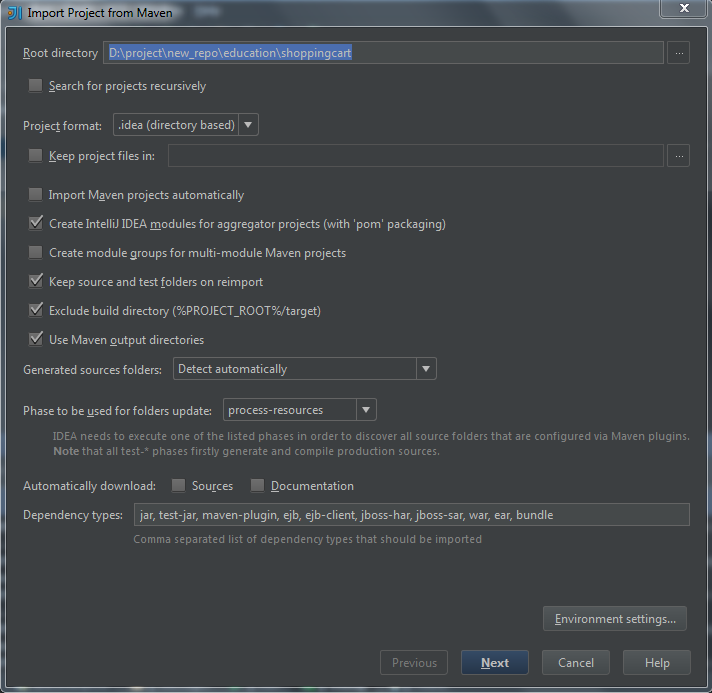 Import Project from Maven
Root directory D:\project\new_repo\education\shoppingcart ...
Search for projects recursively
Project format: .idea (directory based)
Keep project files in: ...
Import Maven projects automatically
Create IntelliJ IDEA modules for aggregator projects (with 'pom' packaging)
Create module groups for multi-module Maven projects
Keep source and test folders on reimport
Exclude build directory (%PROJECT_ROOT%/target)
Use Maven output directories
Generated sources folders: Detect automatically
Phase to be used for folders update: process-resources
IDEA needs to execute one of the listed phases in order to discover all source folders that are configured via Maven plugins.
Note that all test-* phases firstly generate and compile production sources.
Automatically download: Sources Documentation
Dependency types: jar, test-jar, maven-plugin, ejb, ejb-client, jboss-har, jboss-sar, war, ear, bundle
Comma separated list of dependency types that should be imported
Environment settings...
Previous Next Cancel Help